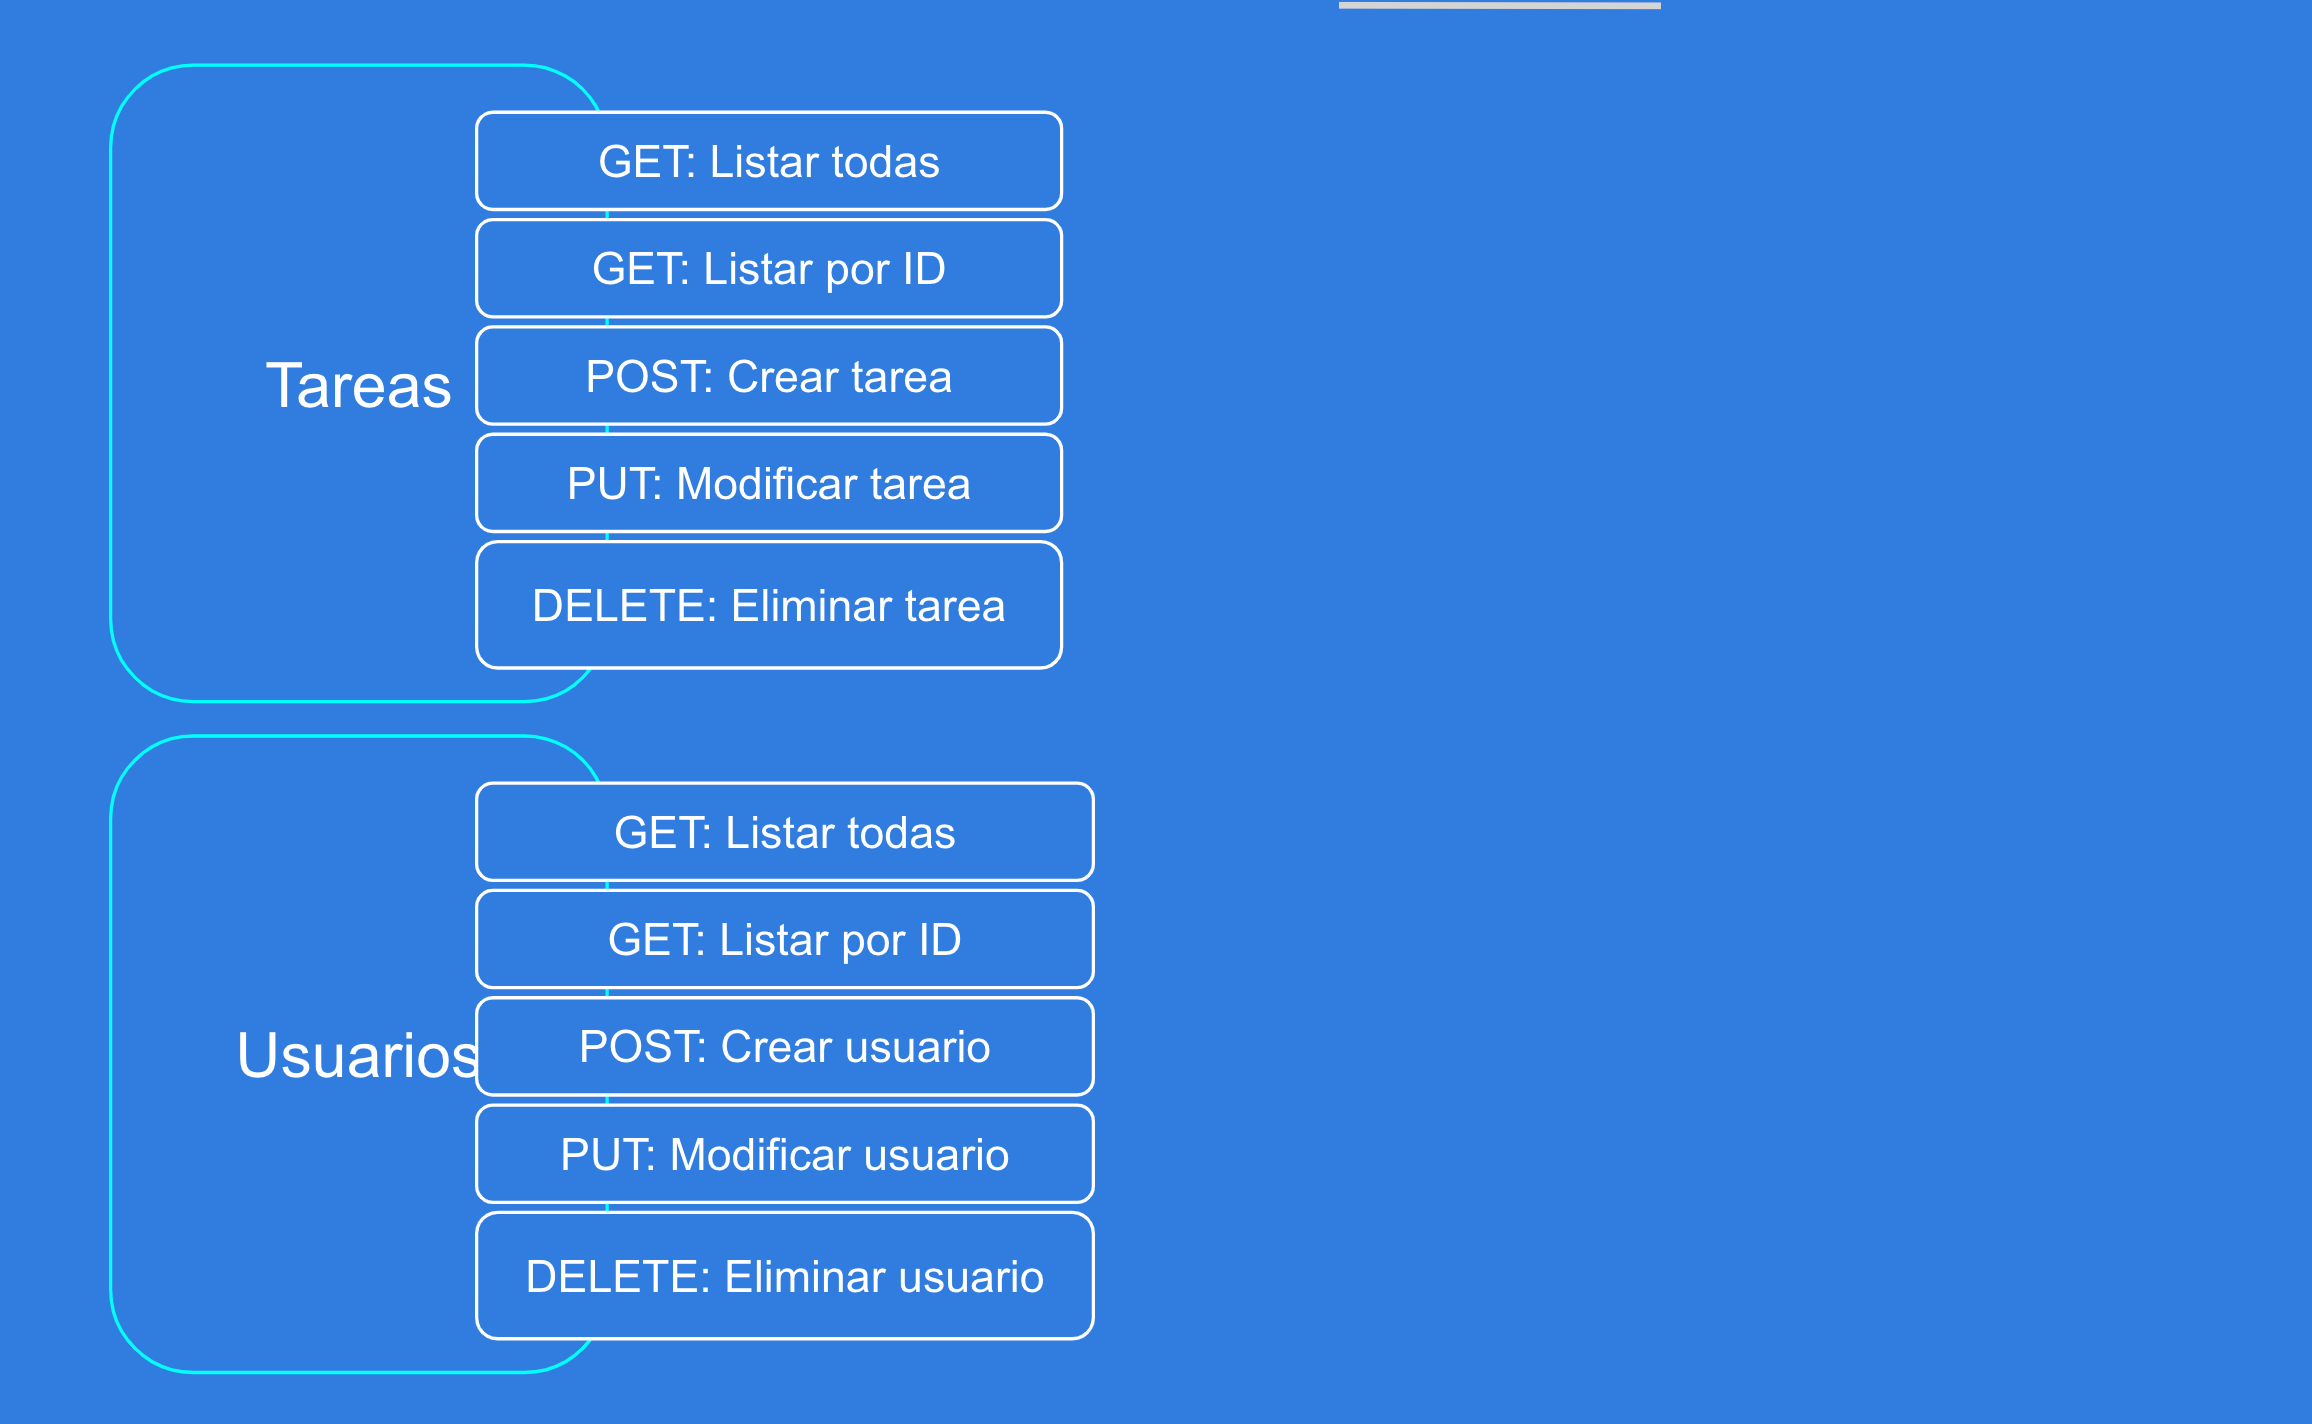 Tareas
GET: Listar todas
GET: Listar por ID
POST: Crear tarea
PUT: Modificar tarea
DELETE: Eliminar tarea
Usuarios
GET: Listar todas
GET: Listar por ID
POST: Crear usuario
PUT: Modificar usuario
DELETE: Eliminar usuario